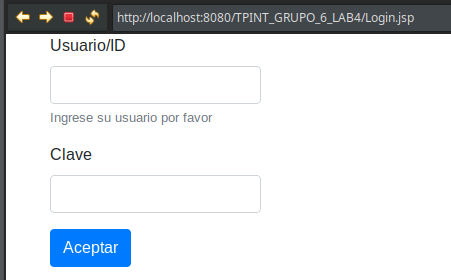 http://localhost:8080/TPINT_GRUPO_6_LAB4/Login.jsp
Usuario/ID
Ingrese su usuario por favor
Clave
Aceptar